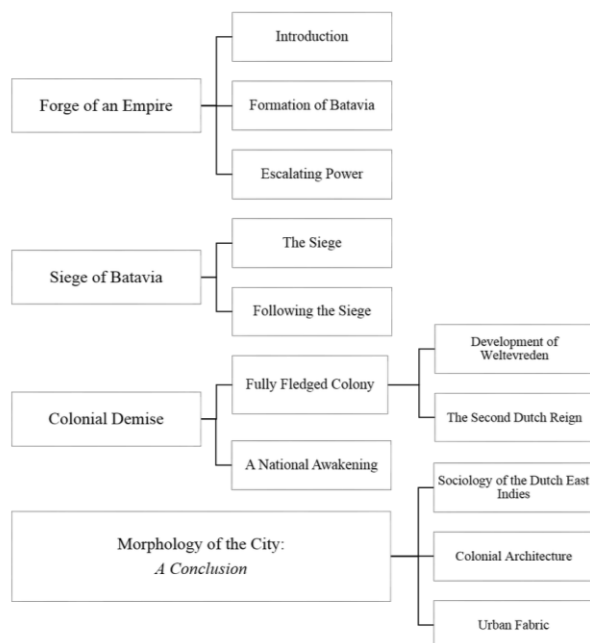 Forge of an Empire
Introduction
Formation of Batavia
Escalating Power
Siege of Batavia
The Siege
Following the Siege
Colonial Demise
Fully Fledged Colony
Development of
Weltevreden
The Second Dutch Reign
A National Awakening
Morphology of the City:
A Conclusion
Sociology of the Dutch East
Indies
Colonial Architecture
Urban Fabric